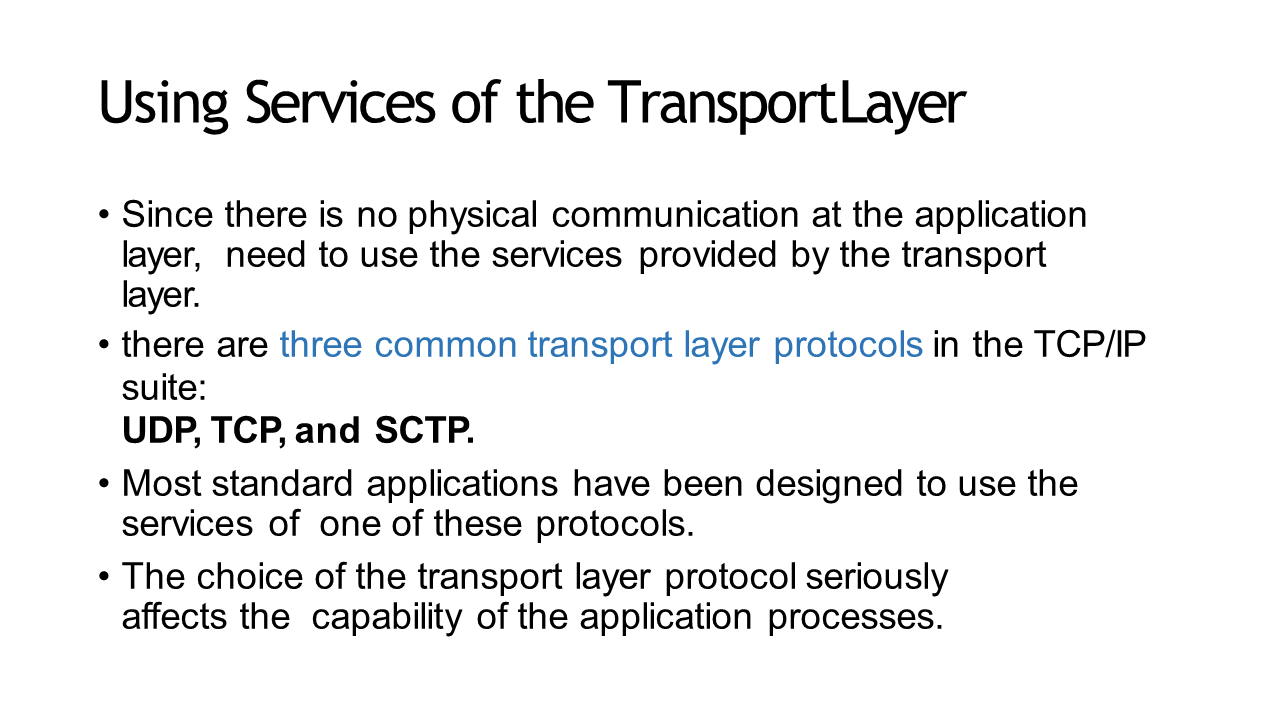 Using Services of the TransportLayer
• Since there is no physical communication at the application
layer, need to use the services provided by the transport
layer.
• there are three common transport layer protocols in the TCP/IP
suite:
UDP, TCP, and SCTP.
• Most standard applications have been designed to use the
services of one of these protocols.
• The choice of the transport layer protocol seriously
affects the capability of the application processes.